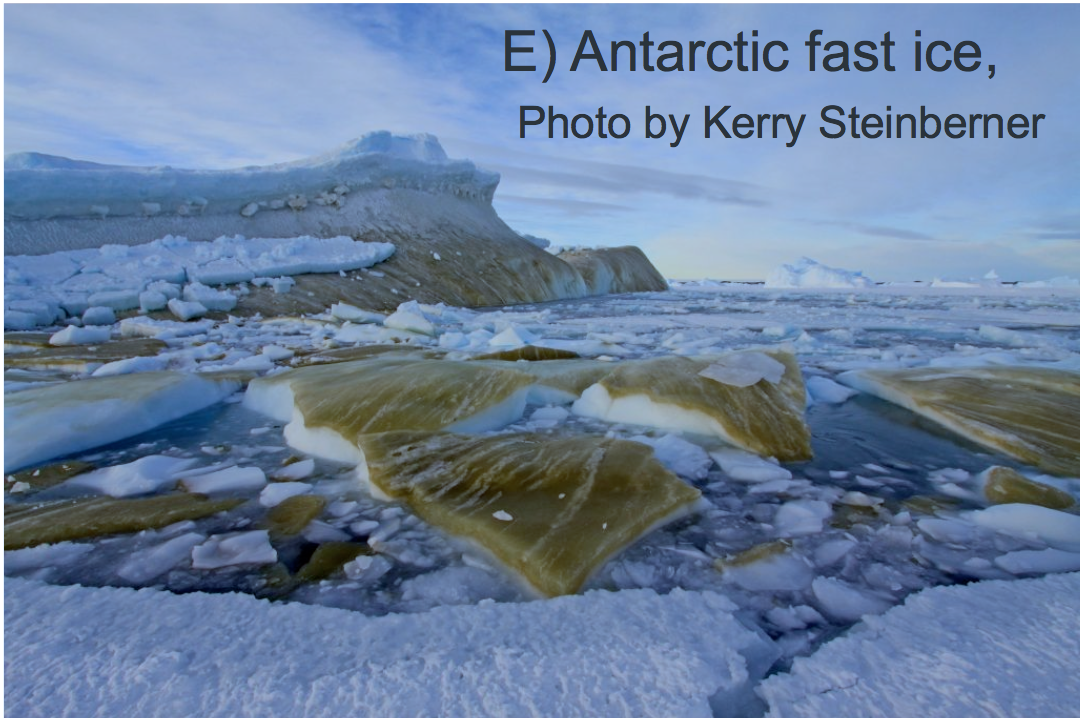 E) Antarctic fast ice,
Photo by Kerry Steinberner